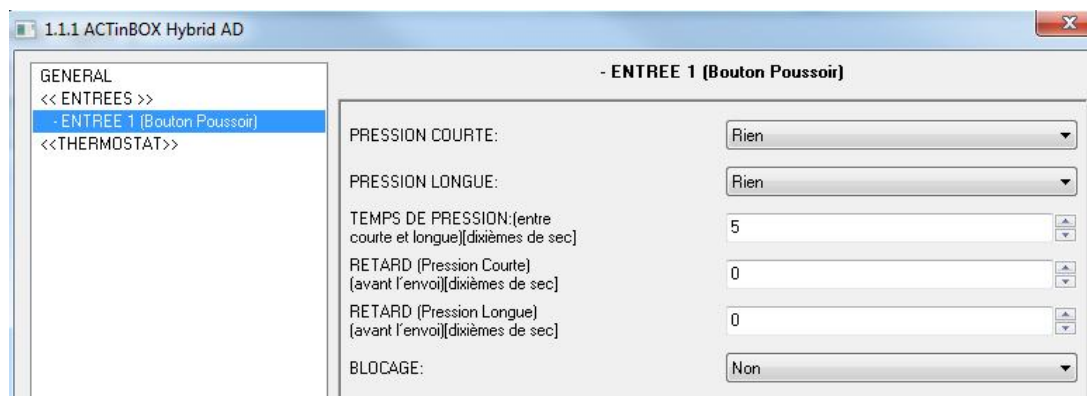 1.1.1 ACTinBOX Hybrid AD
GENERAL
<< ENTREES >>
- ENTREE 1 (Bouton Poussoir)
<<THERMOSTAT>>
- ENTREE 1 (Bouton Poussoir)
PRESSION COURTE:
Rien
PRESSION LONGUE:
Rien
TEMPS DE PRESSION:(entre
courte et longue)[dixièmes de sec]
5
RETARD (Pression Courte)
(avant l´envoi)[dixièmes de sec]
0
RETARD (Pression Longue)
(avant l´envoi)[dixièmes de sec]
0
BLOCAGE:
Non